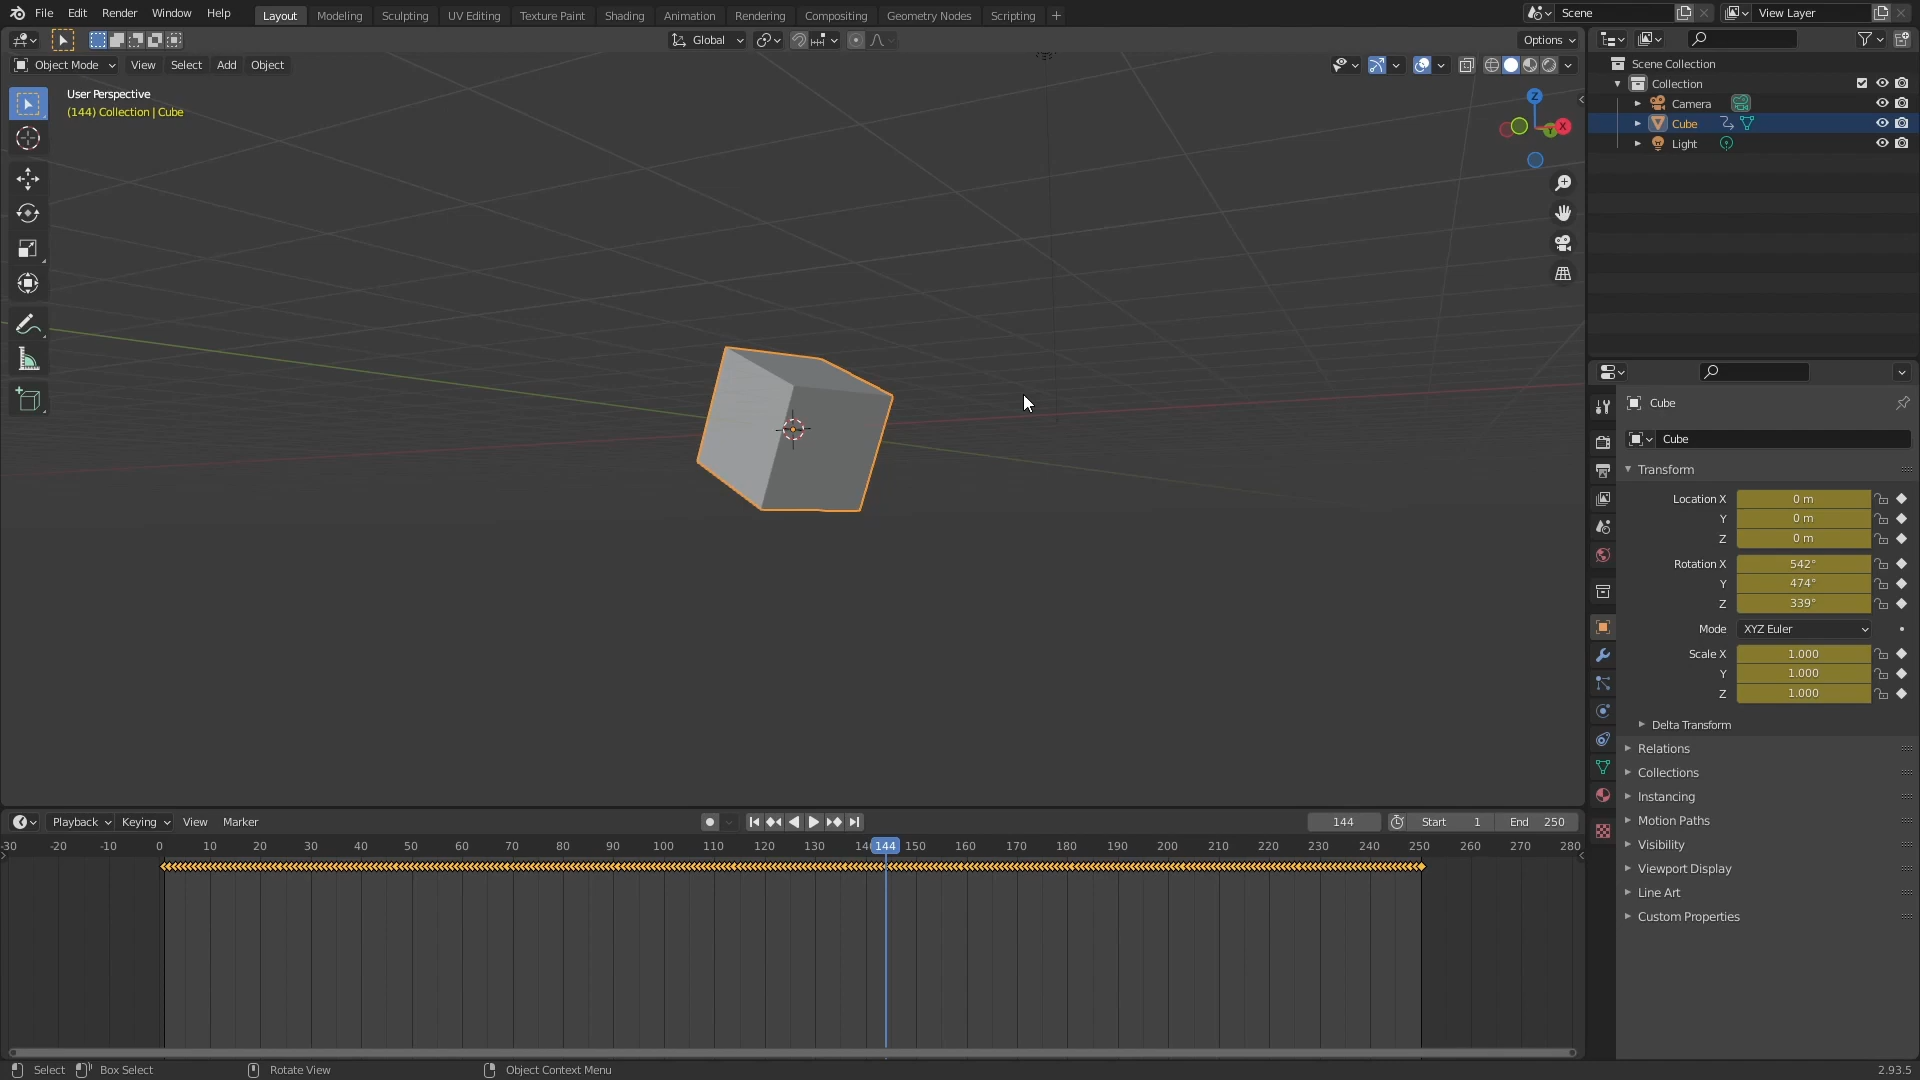 File Edit Render Window Help Layout Modeling Sculpting UV Editing Texture Paint Shading Animation Rendering Compositing Geometry Nodes Scripting + Scene View Layer
Global Options
Object Mode View Select Add Object
User Perspective
(144) Collection | Cube
Z
X
Y
Scene Collection
Collection
Camera
Cube
Light
Cube
Cube
Transform
Location X 0 m
Y 0 m
Z 0 m
Rotation X 542°
Y 474°
Z 339°
Mode XYZ Euler
Scale X 1.000
Y 1.000
Z 1.000
Delta Transform
Relations
Collections
Instancing
Motion Paths
Visibility
Viewport Display
Line Art
Custom Properties
Playback Keying View Marker 144 Start 1 End 250
-30 -20 -10 0 10 20 30 40 50 60 70 80 90 100 110 120 130 14 144 150 160 170 180 190 200 210 220 230 240 250 260 270 280
Select Box Select Rotate View Object Context Menu 2.93.5